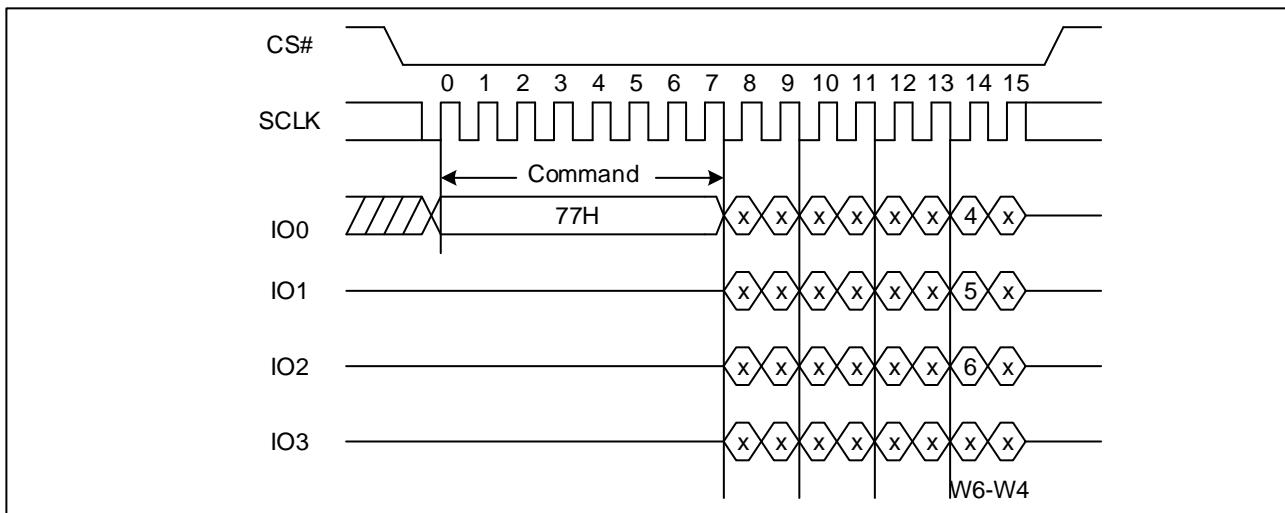 CS#
0 1 2 3 4 5 6 7 8 9 10 11 12 13 14 15
SCLK
Command
IO0 77H x x x x x x 4 x
IO1 x x x x x x 5 x
IO2 x x x x x x 6 x
IO3 x x x x x x x x
W6-W4